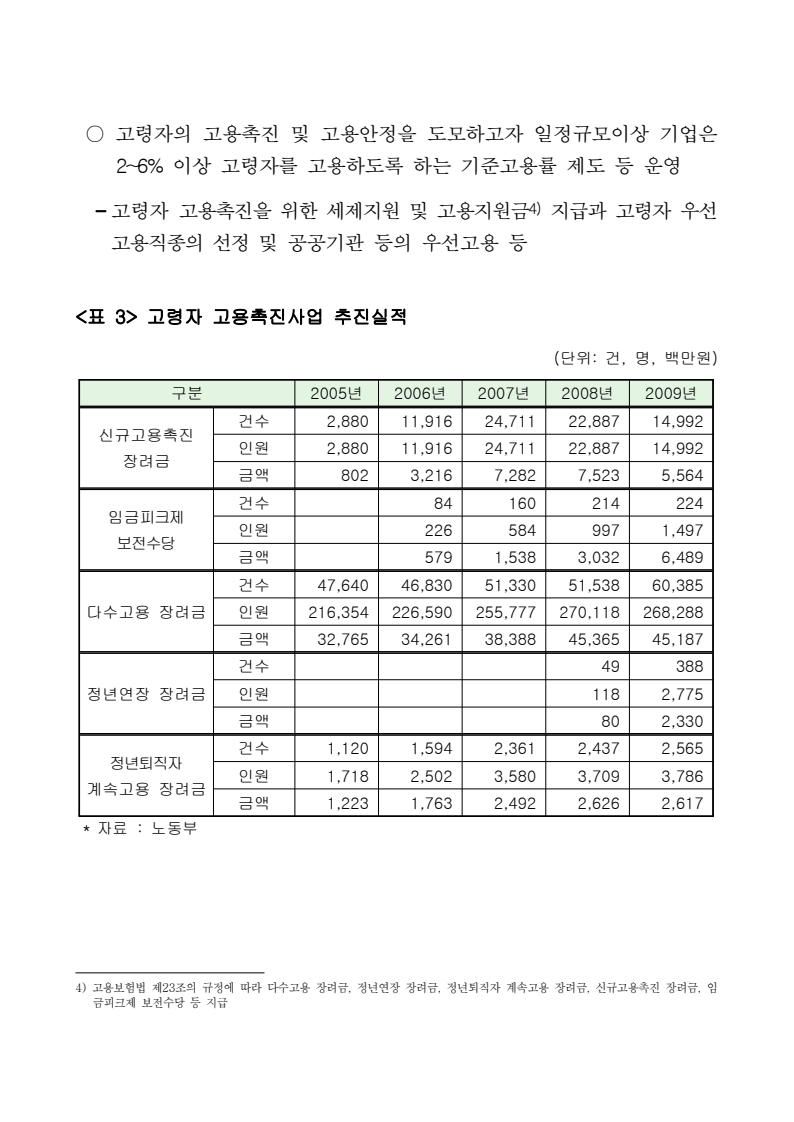 ○ 고령자의 고용촉진 및 고용안정을 도모하고자 일정규모이상 기업은
2~6% 이상 고령자를 고용하도록 하는 기준고용률 제도 등 운영
- 고령자 고용촉진을 위한 세제지원 및 고용지원금4) 지급과 고령자 우선
고용직종의 선정 및 공공기관 등의 우선고용 등
<표 3> 고령자 고용촉진사업 추진실적
(단위: 건, 명, 백만원)
구분 2005년 2006년 2007년 2008년 2009년
신규고용촉진 장려금 건수 2,880 11,916 24,711 22,887 14,992
인원 2,880 11,916 24,711 22,887 14,992
금액 802 3,216 7,282 7,523 5,564
임금피크제 보전수당 건수 84 160 214 224
인원 226 584 997 1,497
금액 579 1,538 3,032 6,489
다수고용 장려금 건수 47,640 46,830 51,330 51,538 60,385
인원 216,354 226,590 255,777 270,118 268,288
금액 32,765 34,261 38,388 45,365 45,187
정년연장 장려금 건수 49 388
인원 118 2,775
금액 80 2,330
정년퇴직자 계속고용 장려금 건수 1,120 1,594 2,361 2,437 2,565
인원 1,718 2,502 3,580 3,709 3,786
금액 1,223 1,763 2,492 2,626 2,617
* 자료 : 노동부
4) 고용보험법 제23조의 규정에 따라 다수고용 장려금, 정년연장 장려금, 정년퇴직자 계속고용 장려금, 신규고용촉진 장려금, 임
금피크제 보전수당 등 지급